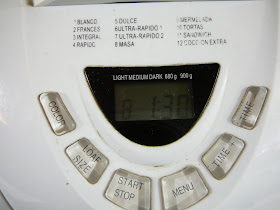 1 BLANCO 5 DULCE 9 MERMELADA
2 FRANCES 6 ULTRA-RAPIDO 1 10 TORTAS
3 INTEGRAL 7 ULTRA-RAPIDO 2 11 SANDWICH
4 RAPIDO 8 MASA 12 COCCION EXTRA
LIGHT MEDIUM DARK 680 g 900 g
8 1:30
COLOR
LOAF SIZE
START STOP
MENU
TIME
TIME